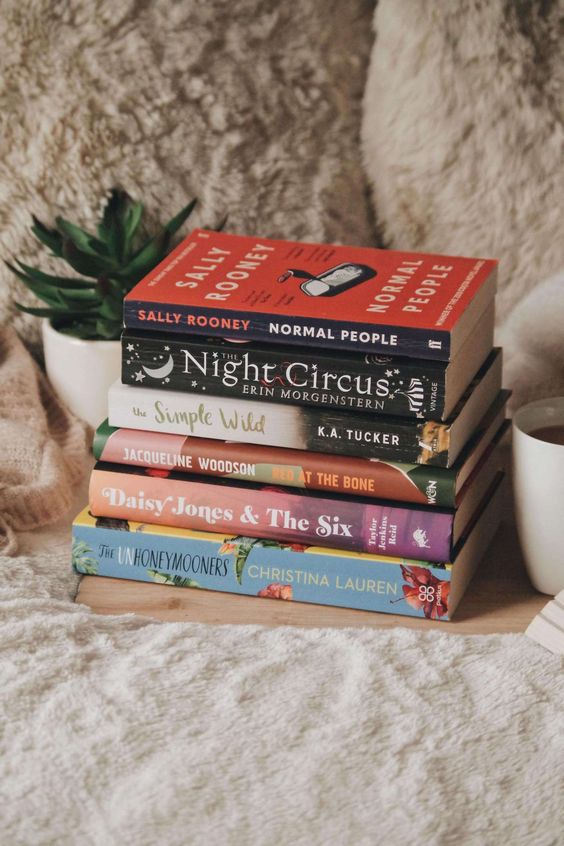 SALLY
ROONEY
NORMAL
PEOPLE
SALLY ROONEY NORMAL PEOPLE
THE
Night Circus
ERIN MORGENSTERN
VINTAGE
the Simple Wild K.A. TUCKER
JACQUELINE WOODSON RED AT THE BONE
W&N
Daisy Jones & The Six
Taylor
Jenkins
Reid
THE UNHONEYMOONERS CHRISTINA LAUREN
piatkus